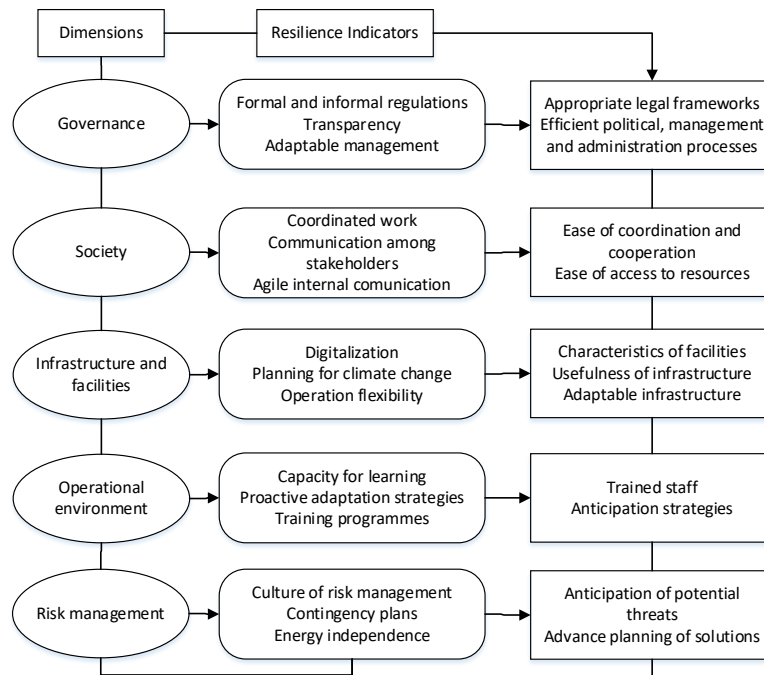 Dimensions
Resilience Indicators
Governance
Formal and informal regulations
Transparency
Adaptable management
Appropriate legal frameworks
Efficient political, management
and administration processes
Society
Coordinated work
Communication among
stakeholders
Agile internal comunication
Ease of coordination and
cooperation
Ease of access to resources
Infrastructure and
facilities
Digitalization
Planning for climate change
Operation flexibility
Characteristics of facilities
Usefulness of infrastructure
Adaptable infrastructure
Operational
environment
Capacity for learning
Proactive adaptation strategies
Training programmes
Trained staff
Anticipation strategies
Risk management
Culture of risk management
Contingency plans
Energy independence
Anticipation of potential
threats
Advance planning of solutions